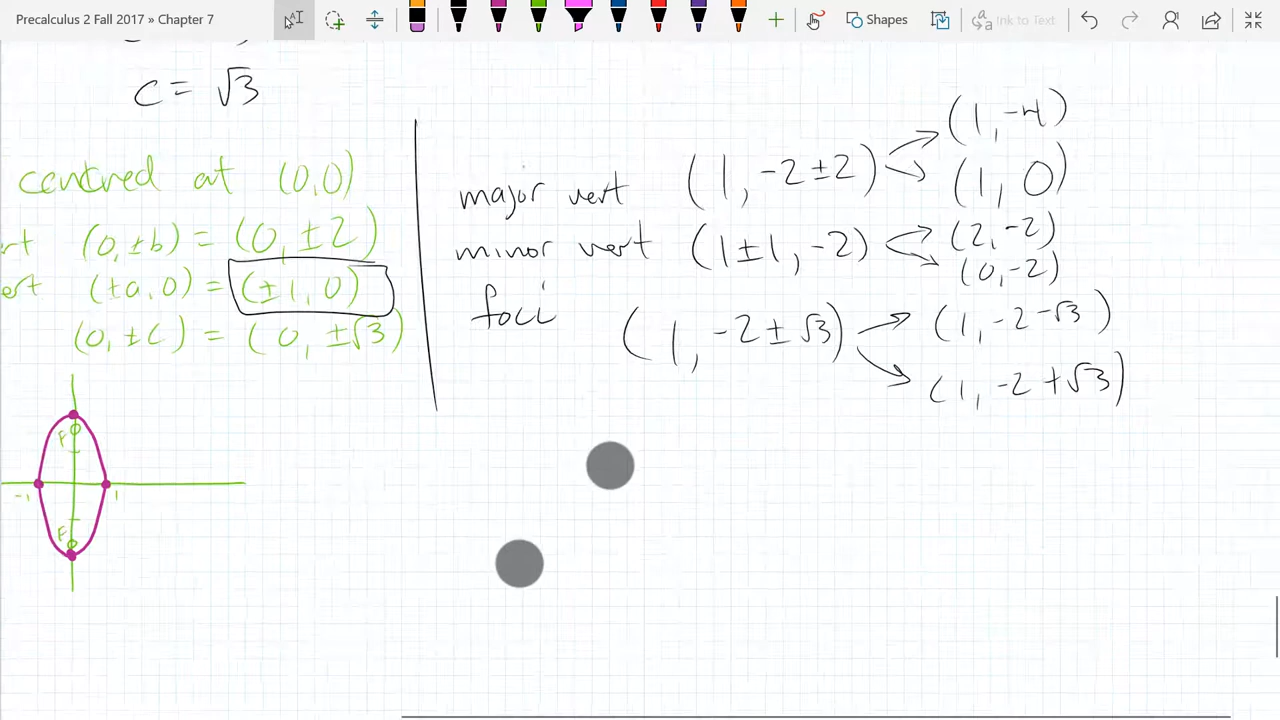 Precalculus 2 Fall 2017 » Chapter 7
Shapes
Ink to Text
c = √3
centred at (0,0)
(0, ±b) = (0, ±2)
(±a, 0) = (±1, 0)
(0, ±c) = (0, ±√3)
F
-1 1
F
major vert (1, -2 ± 2) (1, -4)
(1, 0)
minor vert (1 ± 1, -2) (2, -2)
(0, -2)
foci (1, -2 ± √3) (1, -2 - √3)
(1, -2 + √3)